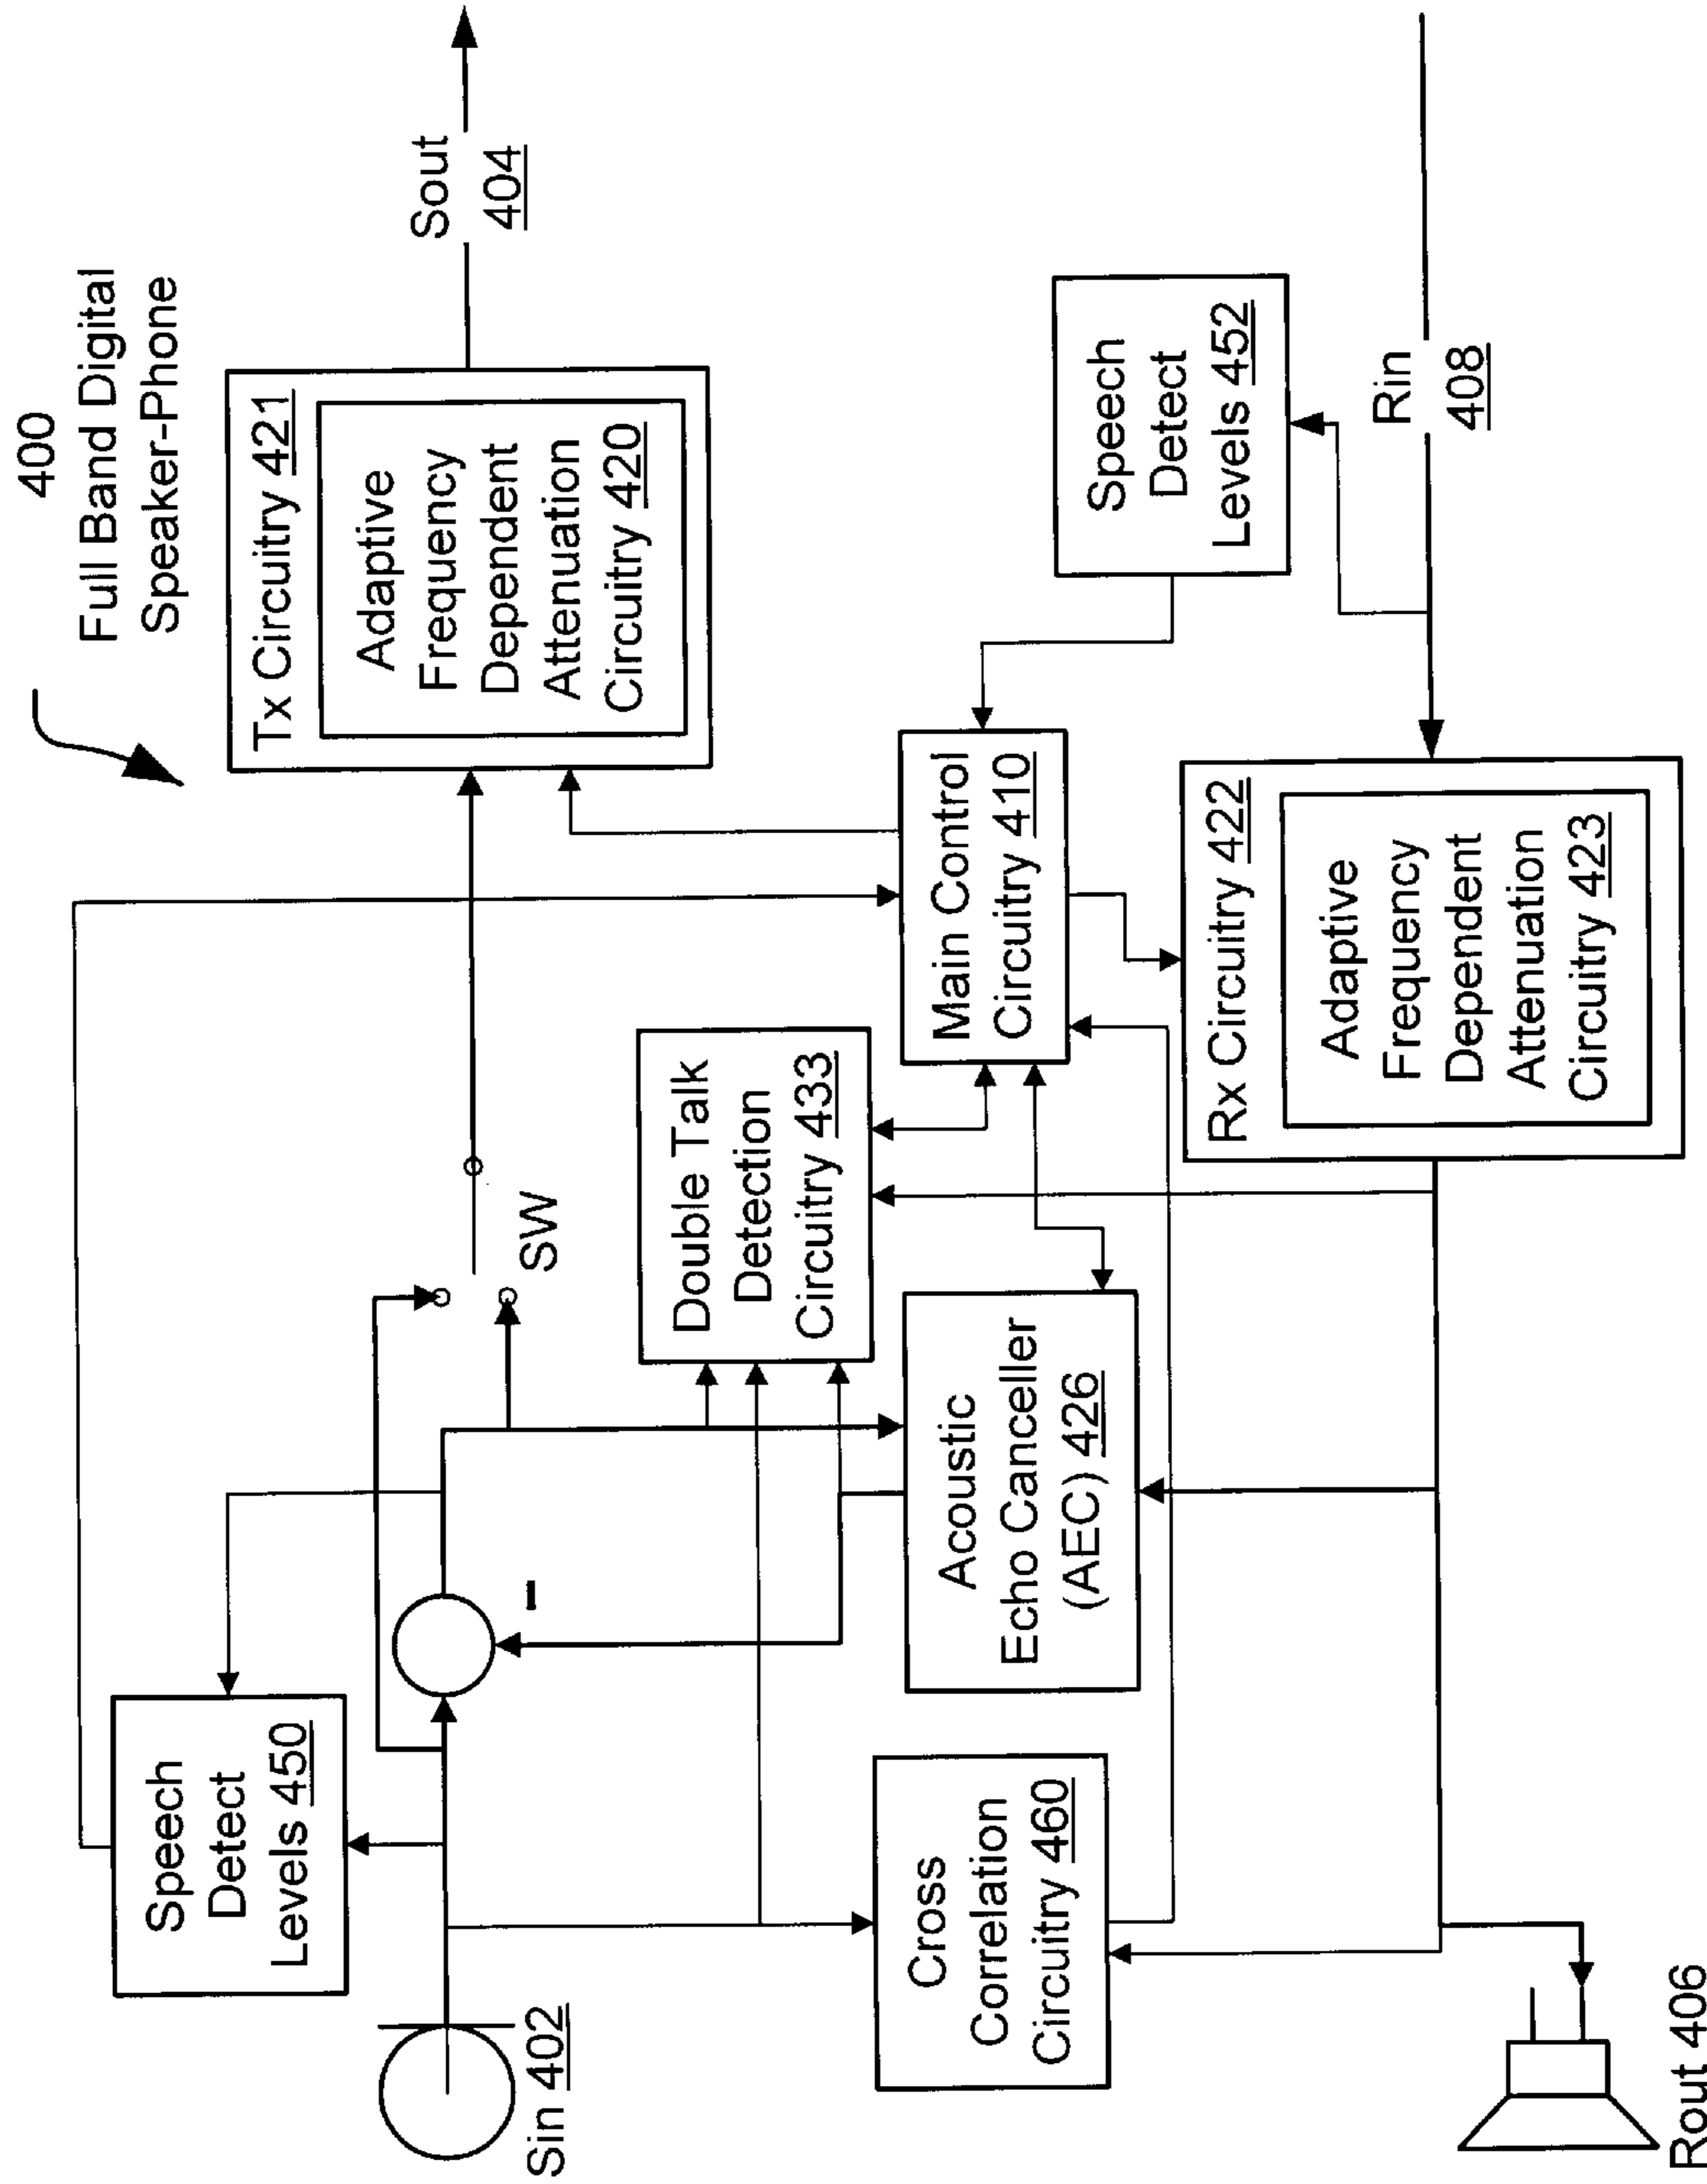 400
Full Band Digital
Speaker-Phone
Speech
Detect
Levels 450
Tx Circuitry 421
Adaptive
Frequency
Dependent
Attenuation
Circuitry 420
Sout
404
Sin 402
SW
Double Talk
Detection
Circuitry 433
Cross
Correlation
Circuitry 460
Acoustic
Echo Canceller
(AEC) 426
Main Control
Circuitry 410
Speech
Detect
Levels 452
Rx Circuitry 422
Adaptive
Frequency
Dependent
Attenuation
Circuitry 423
Rin
408
Rout 406